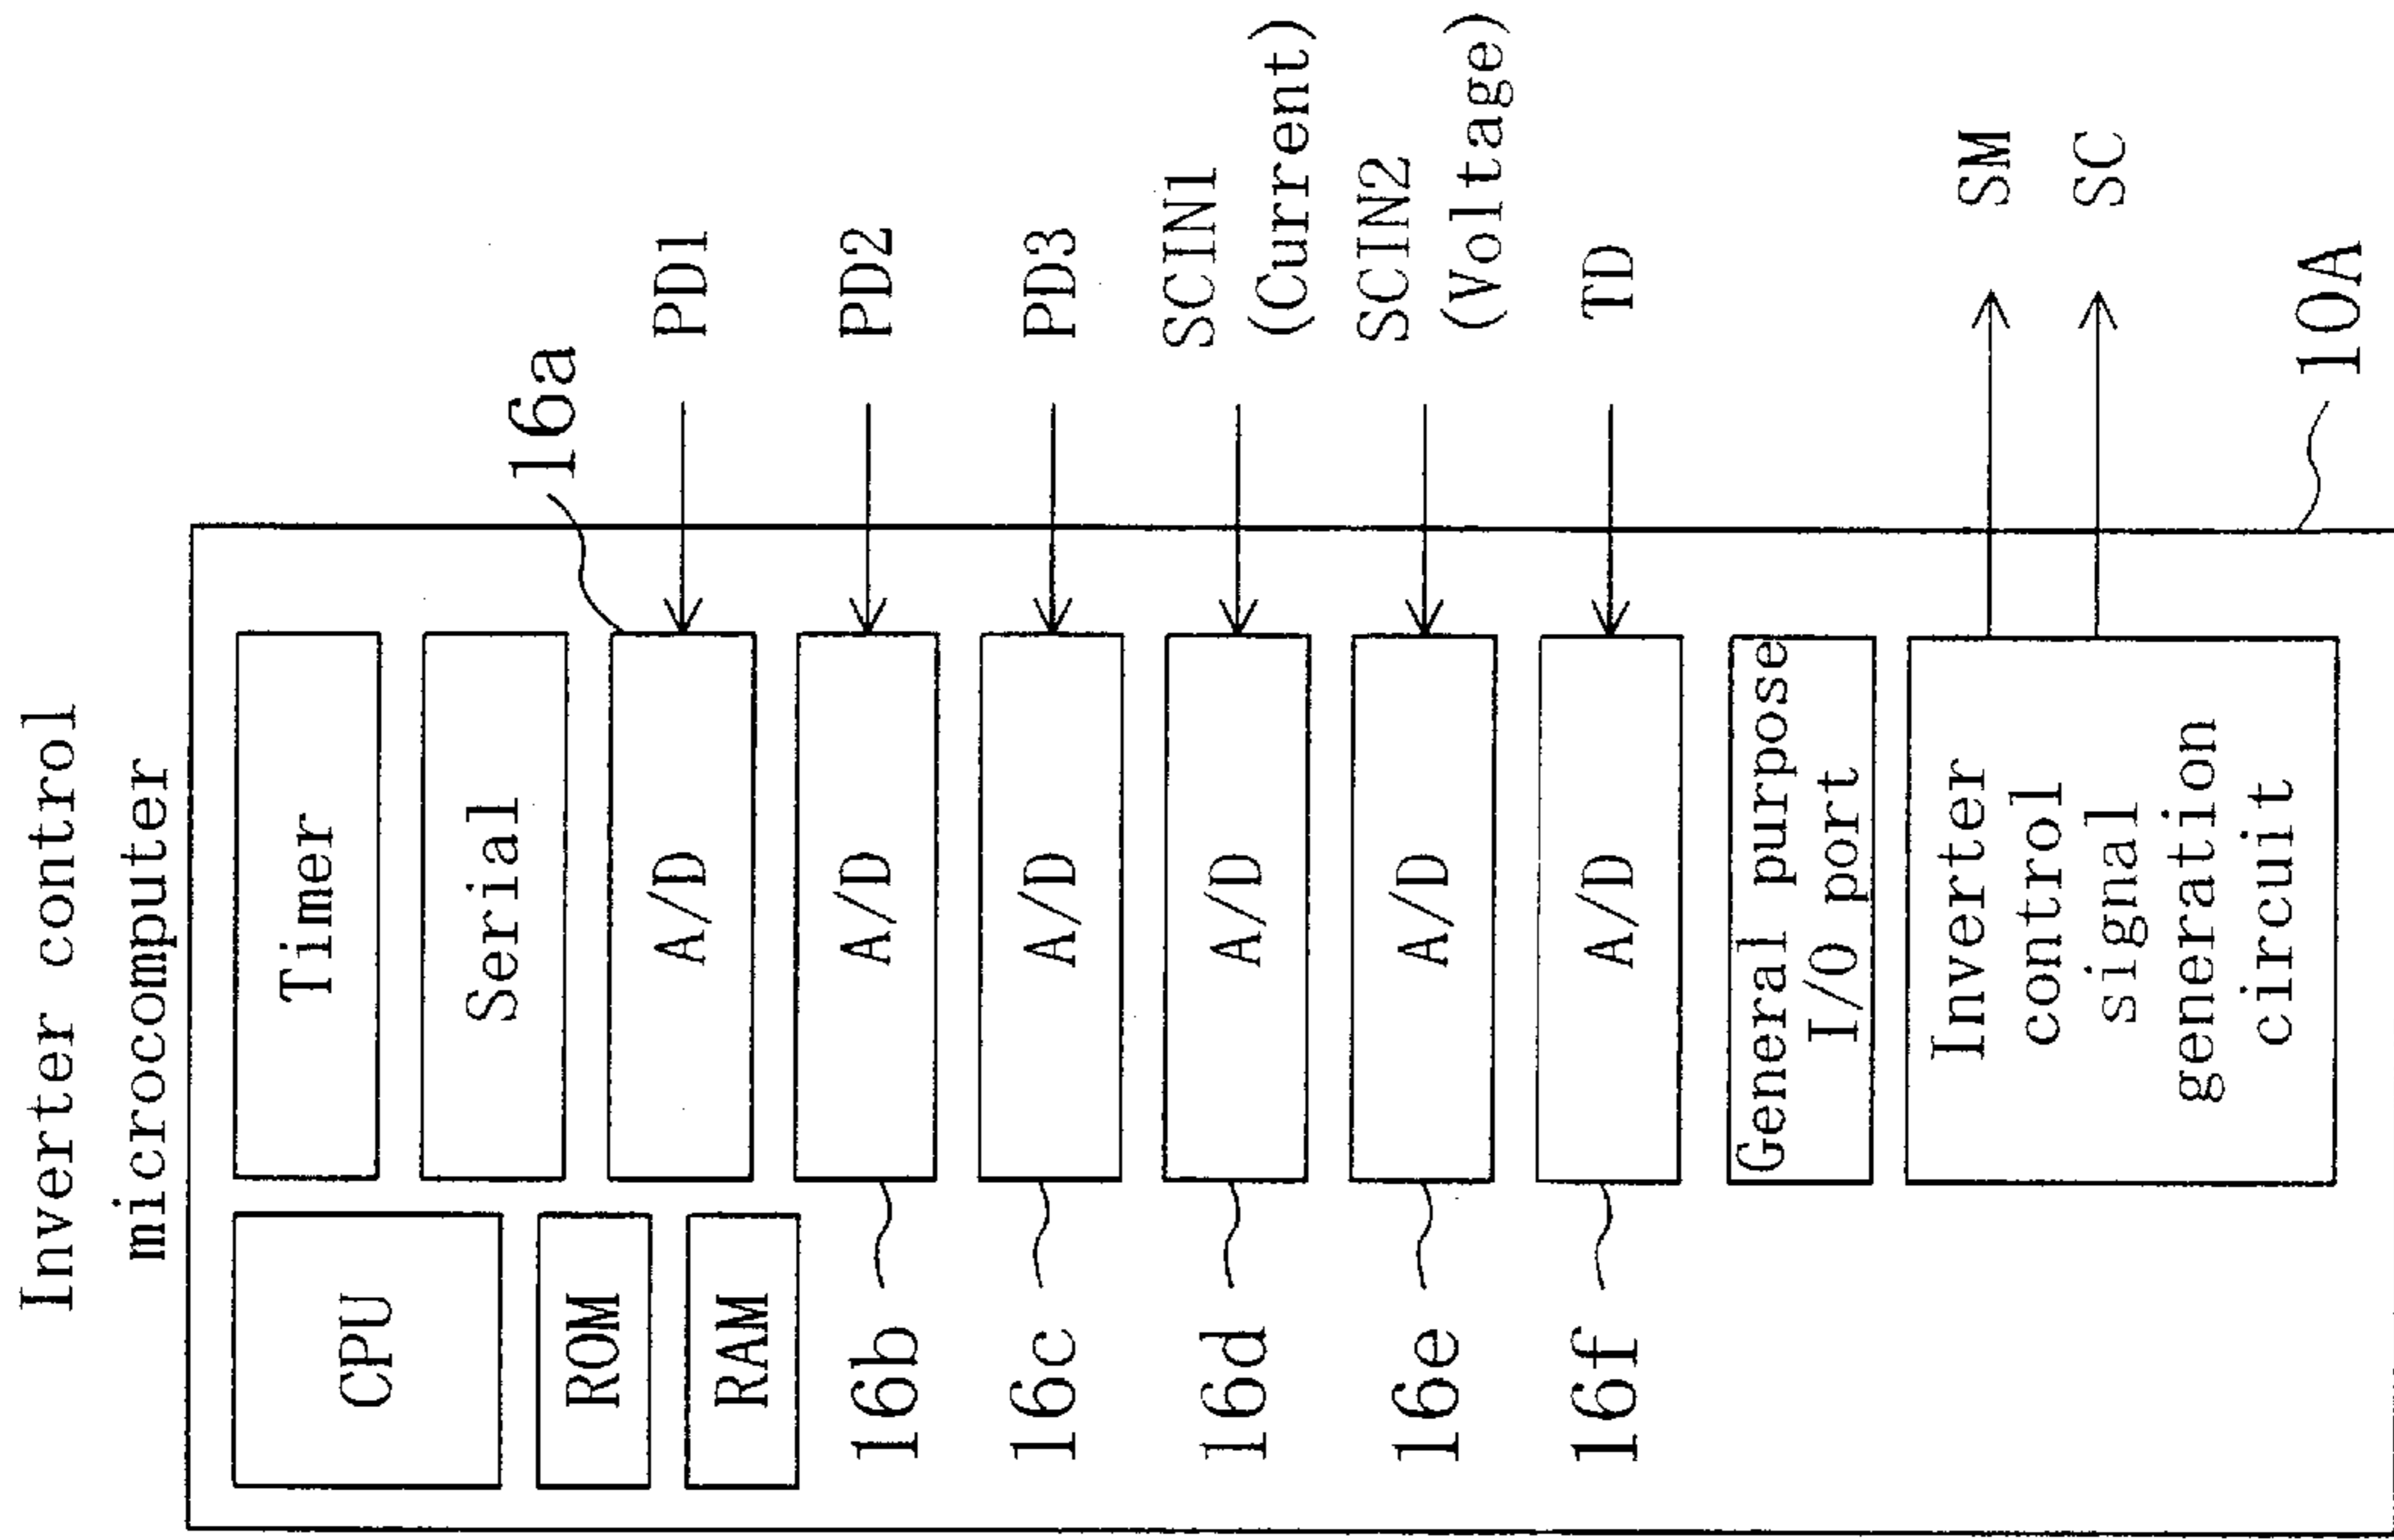 Inverter control
microcomputer
CPU
ROM
RAM
Timer
Serial
A/D
16a
PD1
16b
A/D
PD2
16c
A/D
PD3
16d
A/D
SCIN1
(Current)
16e
A/D
SCIN2
(Voltage)
16f
A/D
TD
General purpose
I/O port
Inverter
control
signal
generation
circuit
SM
SC
10A